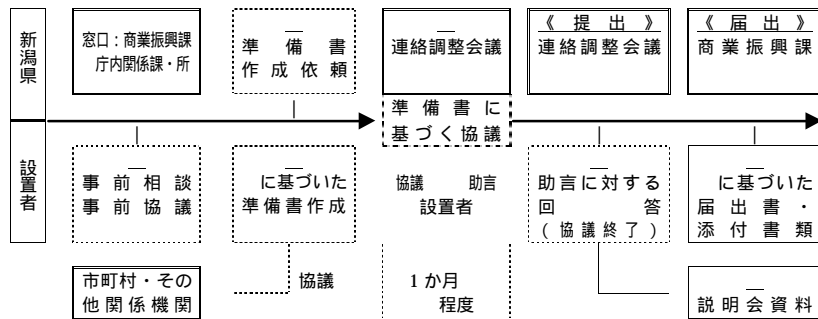 新潟県
窓口：商業振興課
庁内関係課・所
準備書
作成依頼
連絡調整会議
《提出》
連絡調整会議
《届出》
商業振興課
準備書に
基づく協議
設置者
事前相談
事前協議
に基づいた
準備書作成
協議 助言
設置者
助言に対する
回答
(協議終了)
に基づいた
届出書・
添付書類
市町村・その
他関係機関
協議
1か月
程度
説明会資料